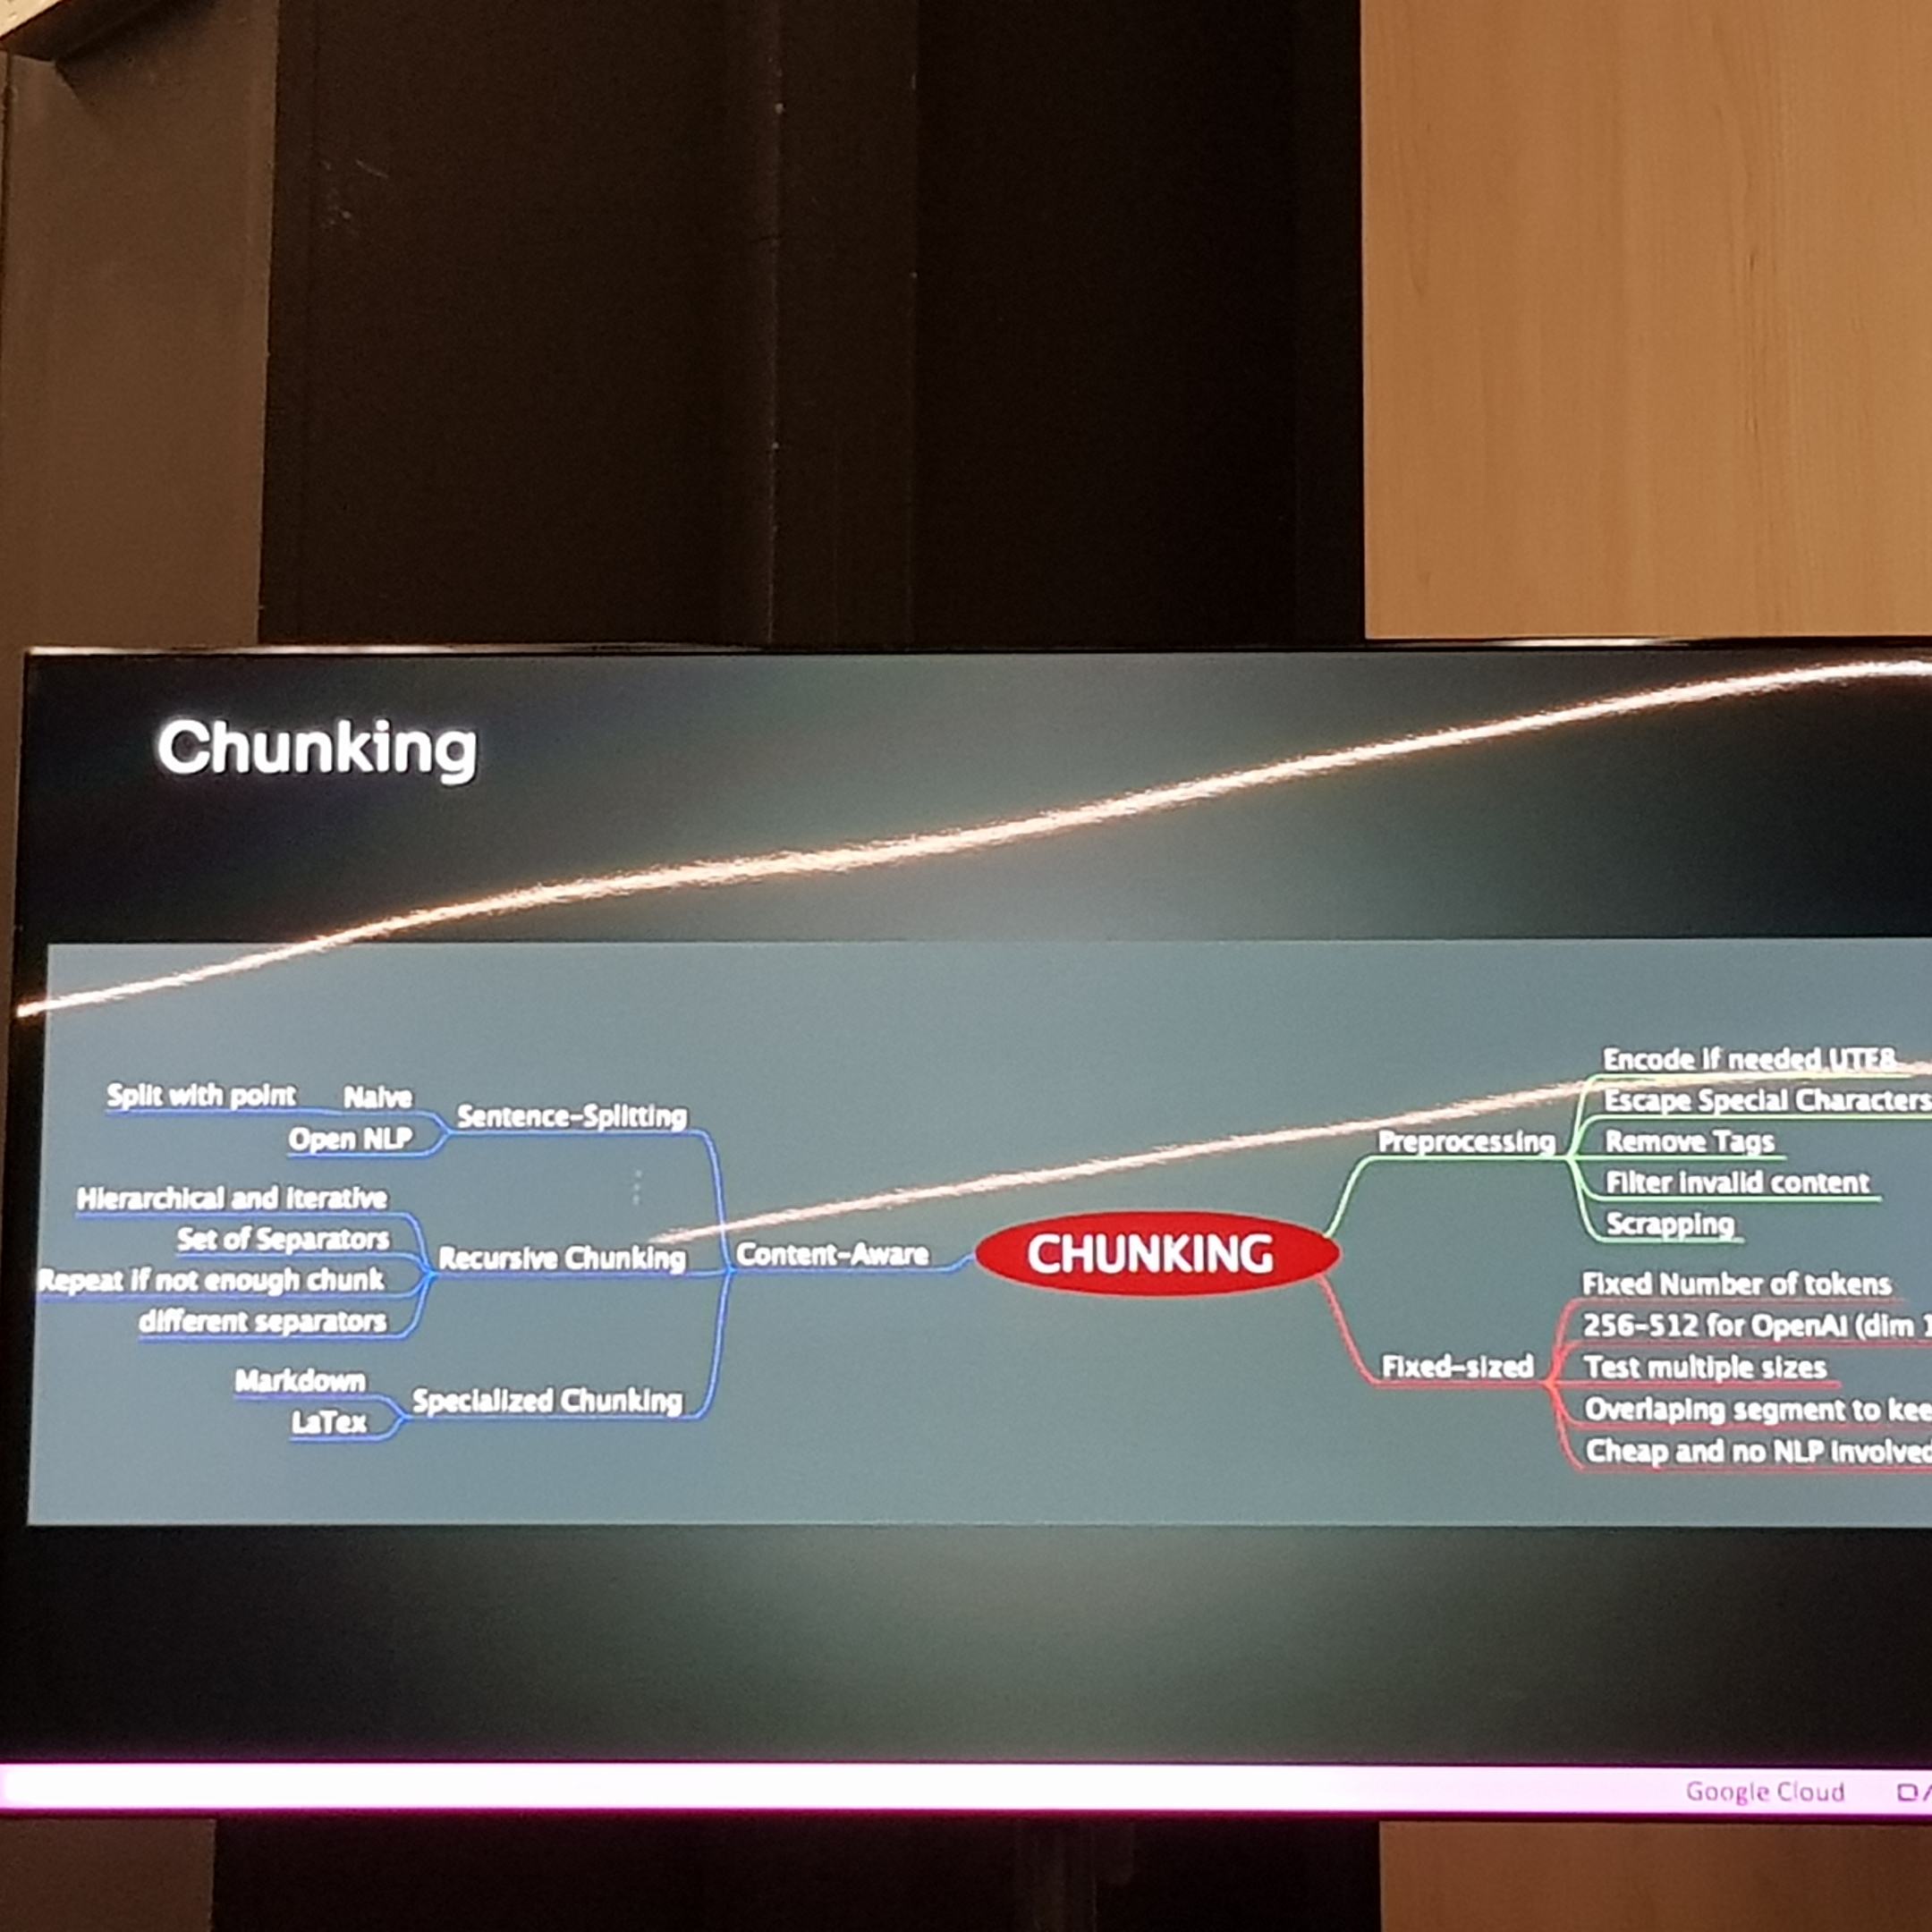 Chunking
Split with point
Naive
Open NLP
Sentence-Splitting
Hierarchical and iterative
Set of Separators
Repeat if not enough chunk
different separators
Recursive Chunking
Markdown
LaTex
Specialized Chunking
Content-Aware
CHUNKING
Preprocessing
Encode if needed UTF8
Escape Special Characters
Remove Tags
Filter invalid content
Scrapping
Fixed-sized
Fixed Number of tokens
256-512 for OpenAI (dim 1
Test multiple sizes
Overlaping segment to kee
Cheap and no NLP involved
Google Cloud